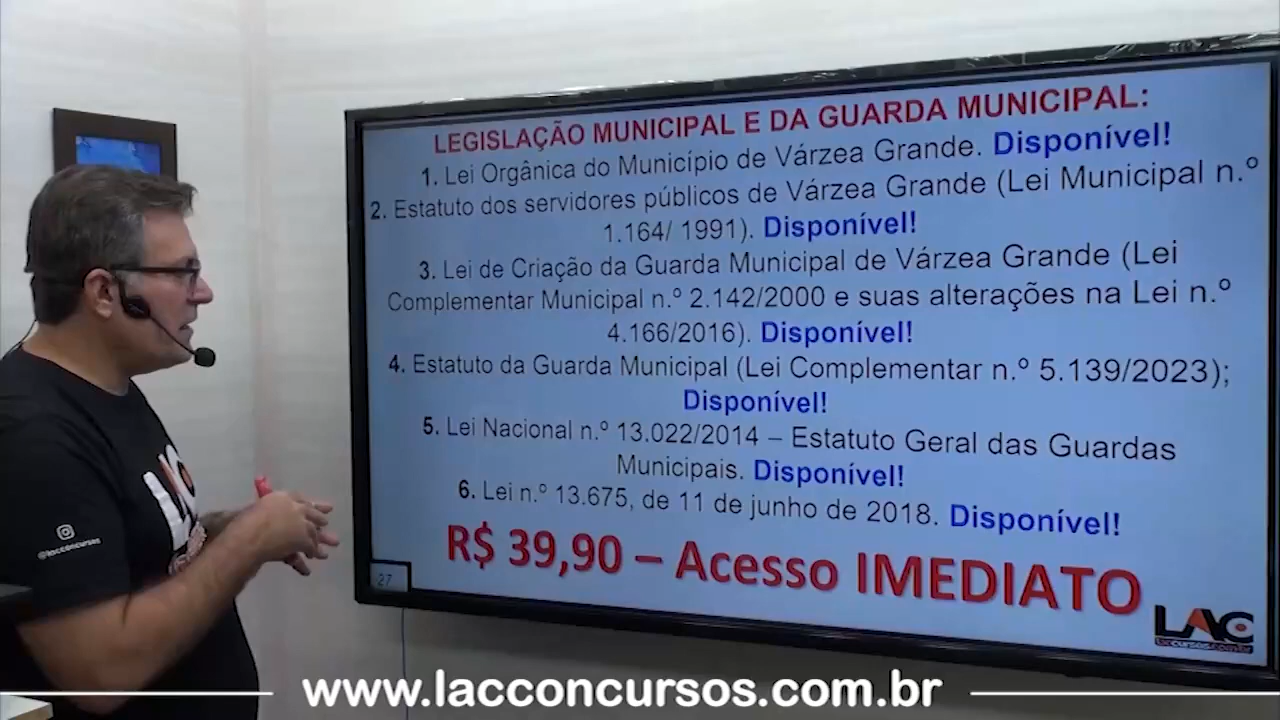 LEGISLAÇÃO MUNICIPAL E DA GUARDA MUNICIPAL:
1. Lei Orgânica do Município de Várzea Grande. Disponível!
2. Estatuto dos servidores públicos de Várzea Grande (Lei Municipal n.º
1.164/ 1991). Disponível!
3. Lei de Criação da Guarda Municipal de Várzea Grande (Lei
Complementar Municipal n.º 2.142/2000 e suas alterações na Lei n.º
4.166/2016). Disponível!
4. Estatuto da Guarda Municipal (Lei Complementar n.º 5.139/2023);
Disponível!
5. Lei Nacional n.º 13.022/2014 – Estatuto Geral das Guardas
Municipais. Disponível!
6. Lei n.º 13.675, de 11 de junho de 2018. Disponível!
R$ 39,90 – Acesso IMEDIATO
27
LAC
laccursos.com.br
@lacconcursos
www.lacconcursos.com.br